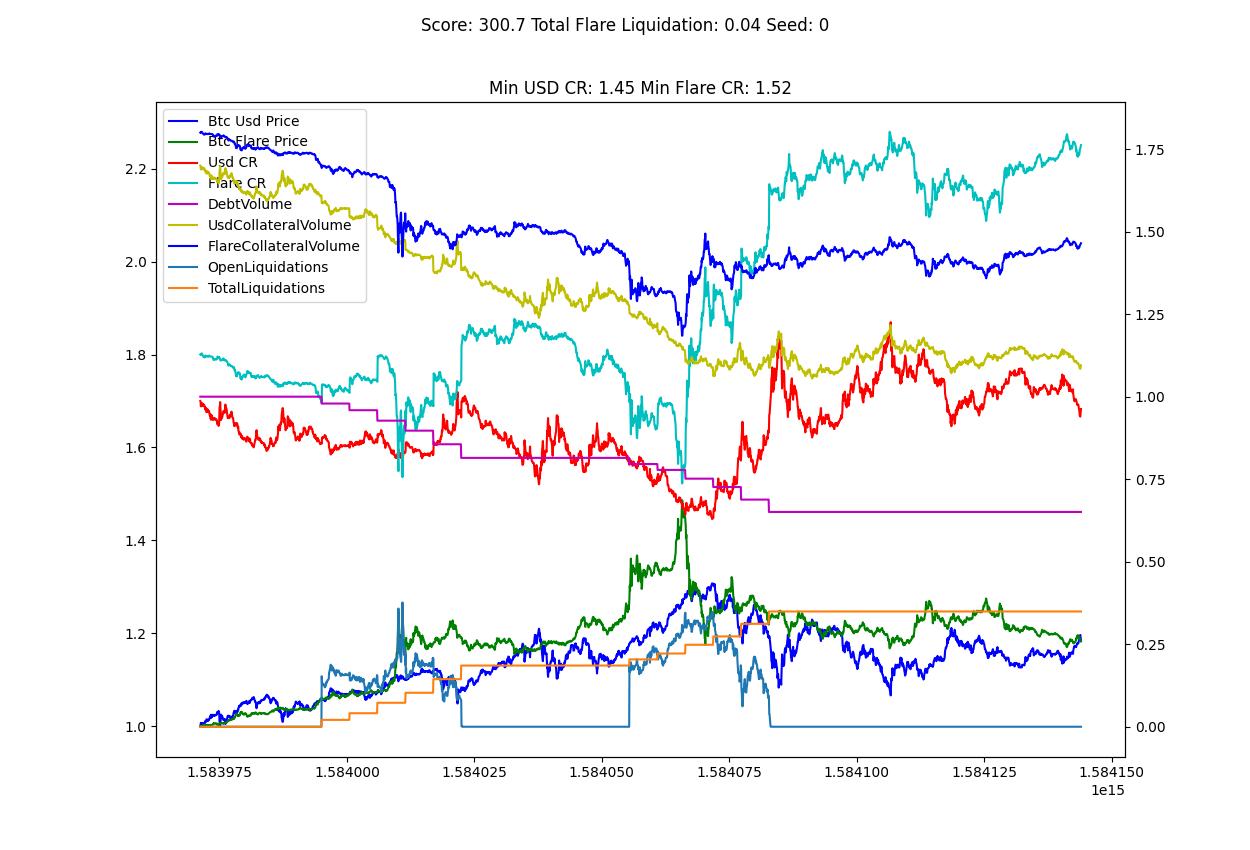 Score: 300.7 Total Flare Liquidation: 0.04 Seed: 0
Min USD CR: 1.45 Min Flare CR: 1.52
Btc Usd Price
Btc Flare Price
Usd CR
Flare CR
DebtVolume
UsdCollateralVolume
FlareCollateralVolume
OpenLiquidations
TotalLiquidations
2.2
2.0
1.8
1.6
1.4
1.2
1.0
1.75
1.50
1.25
1.00
0.75
0.50
0.25
0.00
1.583975 1.584000 1.584025 1.584050 1.584075 1.584100 1.584125 1.584150
1e15